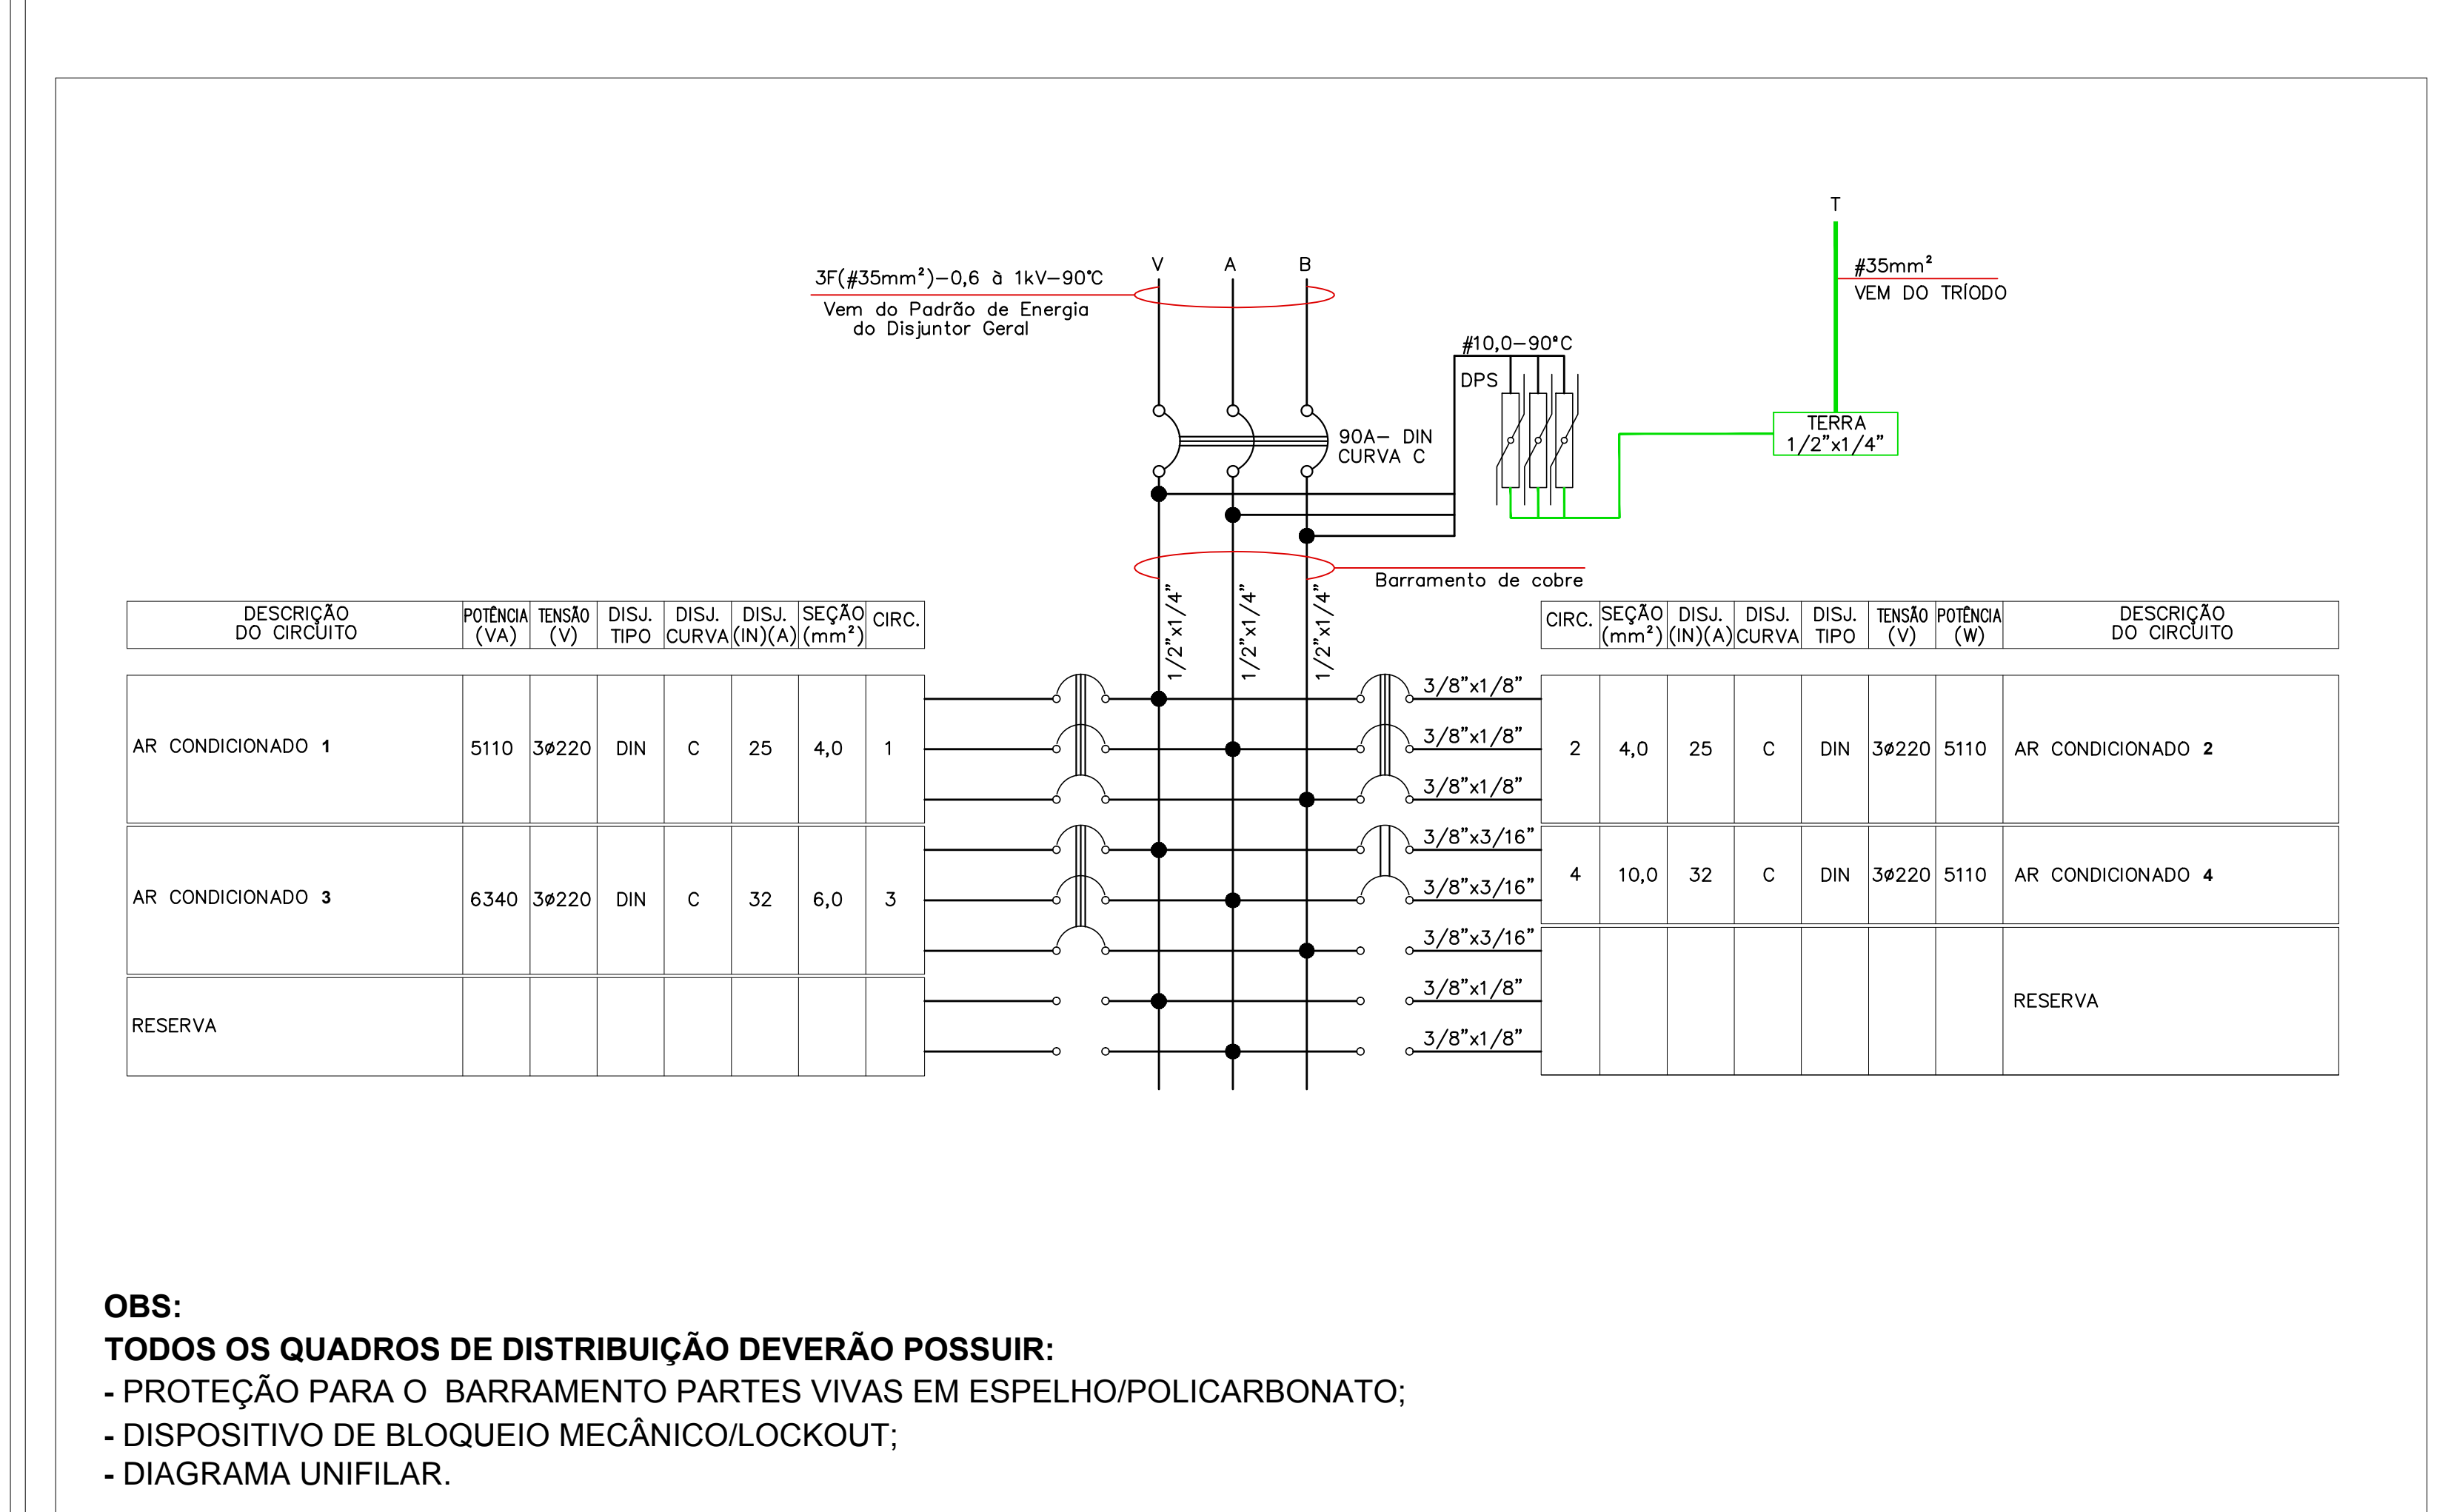 T
#35mm²
VEM DO TRÍODO
V A B
3F(#35mm²)-0,6 à 1kV-90°C
Vem do Padrão de Energia
do Disjuntor Geral
#10,0-90°C
DPS
TERRA
1/2"x1/4"
90A- DIN
CURVA C
Barramento de cobre
1/2"x1/4" 1/2"x1/4" 1/2"x1/4"
DESCRIÇÃO DO CIRCUITO POTÊNCIA (VA) TENSÃO (V) DISJ. TIPO DISJ. CURVA DISJ. (IN)(A) SEÇÃO (mm²) CIRC.
AR CONDICIONADO 1 5110 3ø220 DIN C 25 4,0 1
AR CONDICIONADO 3 6340 3ø220 DIN C 32 6,0 3
RESERVA
3/8"x1/8"
3/8"x1/8"
3/8"x1/8"
3/8"x3/16"
3/8"x3/16"
3/8"x3/16"
3/8"x1/8"
3/8"x1/8"
CIRC. SEÇÃO (mm²) DISJ. (IN)(A) DISJ. CURVA DISJ. TIPO TENSÃO (V) POTÊNCIA (W) DESCRIÇÃO DO CIRCUITO
2 4,0 25 C DIN 3ø220 5110 AR CONDICIONADO 2
4 10,0 32 C DIN 3ø220 5110 AR CONDICIONADO 4
RESERVA
OBS:
TODOS OS QUADROS DE DISTRIBUIÇÃO DEVERÃO POSSUIR:
- PROTEÇÃO PARA O BARRAMENTO PARTES VIVAS EM ESPELHO/POLICARBONATO;
- DISPOSITIVO DE BLOQUEIO MECÂNICO/LOCKOUT;
- DIAGRAMA UNIFILAR.